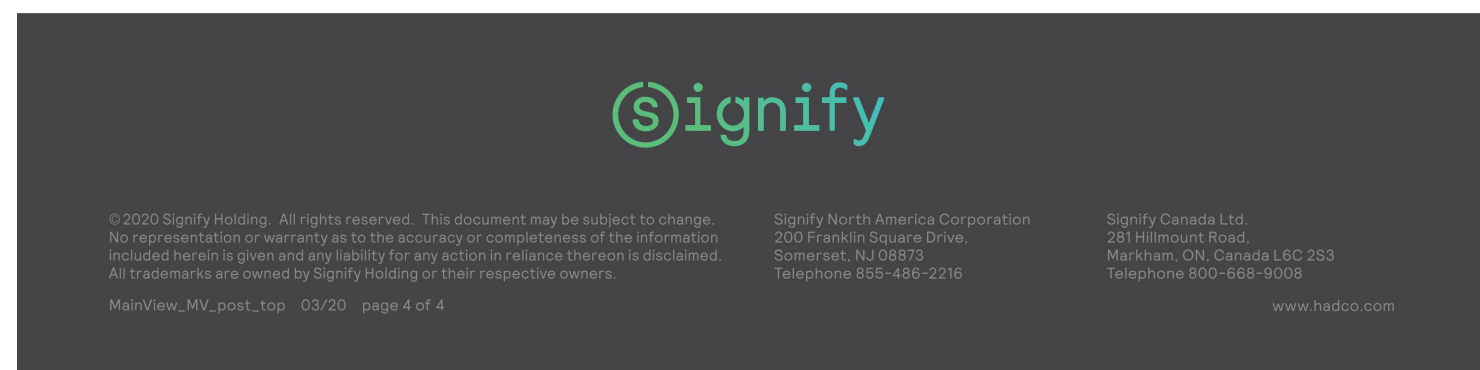 signify
©2020 Signify Holding. All rights reserved. This document may be subject to change.
No representation or warranty as to the accuracy or completeness of the information
included herein is given and any liability for any action in reliance thereon is disclaimed.
All trademarks are owned by Signify Holding or their respective owners.
MainView_MV_post_top 03/20 page 4 of 4
Signify North America Corporation
200 Franklin Square Drive,
Somerset, NJ 08873
Telephone 855-486-2216
Signify Canada Ltd.
281 Hillmount Road,
Markham, ON, Canada L6C 2S3
Telephone 800-668-9008
www.hadco.com